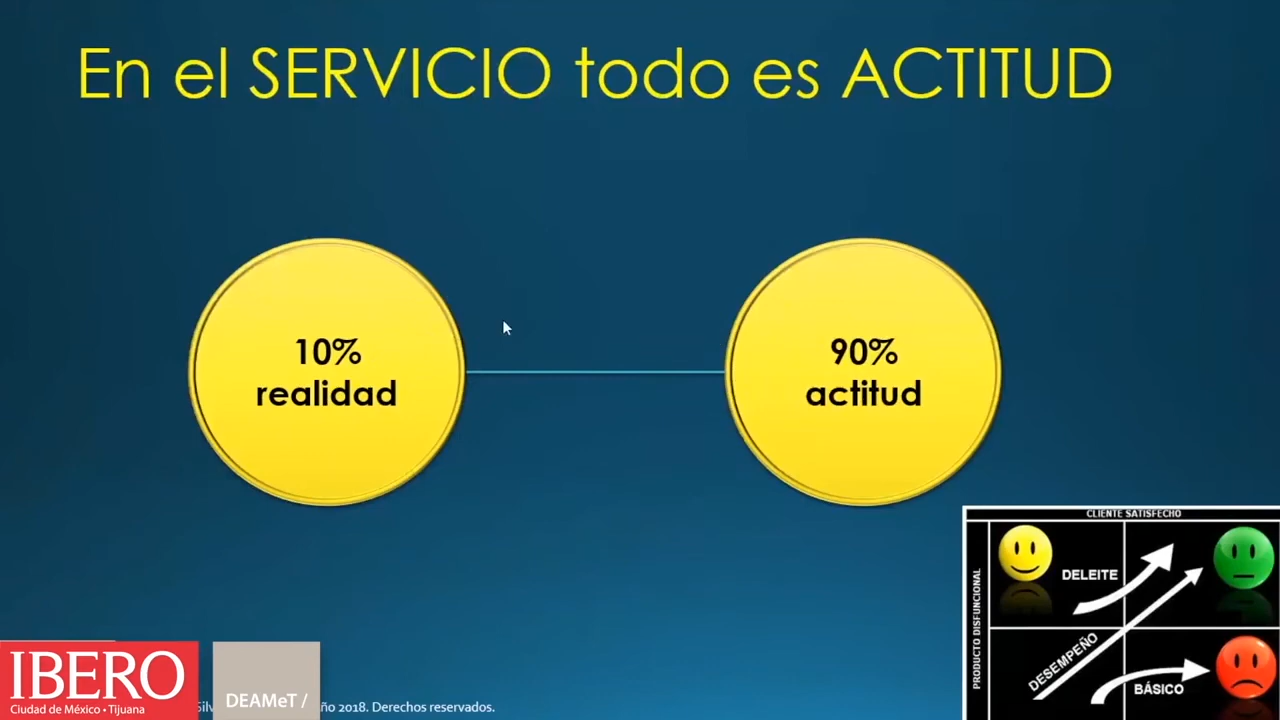 En el SERVICIO todo es ACTITUD
10%
realidad
90%
actitud
CLIENTE SATISFECHO
PRODUCTO DISFUNCIONAL
DELEITE
DESEMPEÑO
BÁSICO
IBERO
Ciudad de México • Tijuana
DEAMeT /
2018. Derechos reservados.